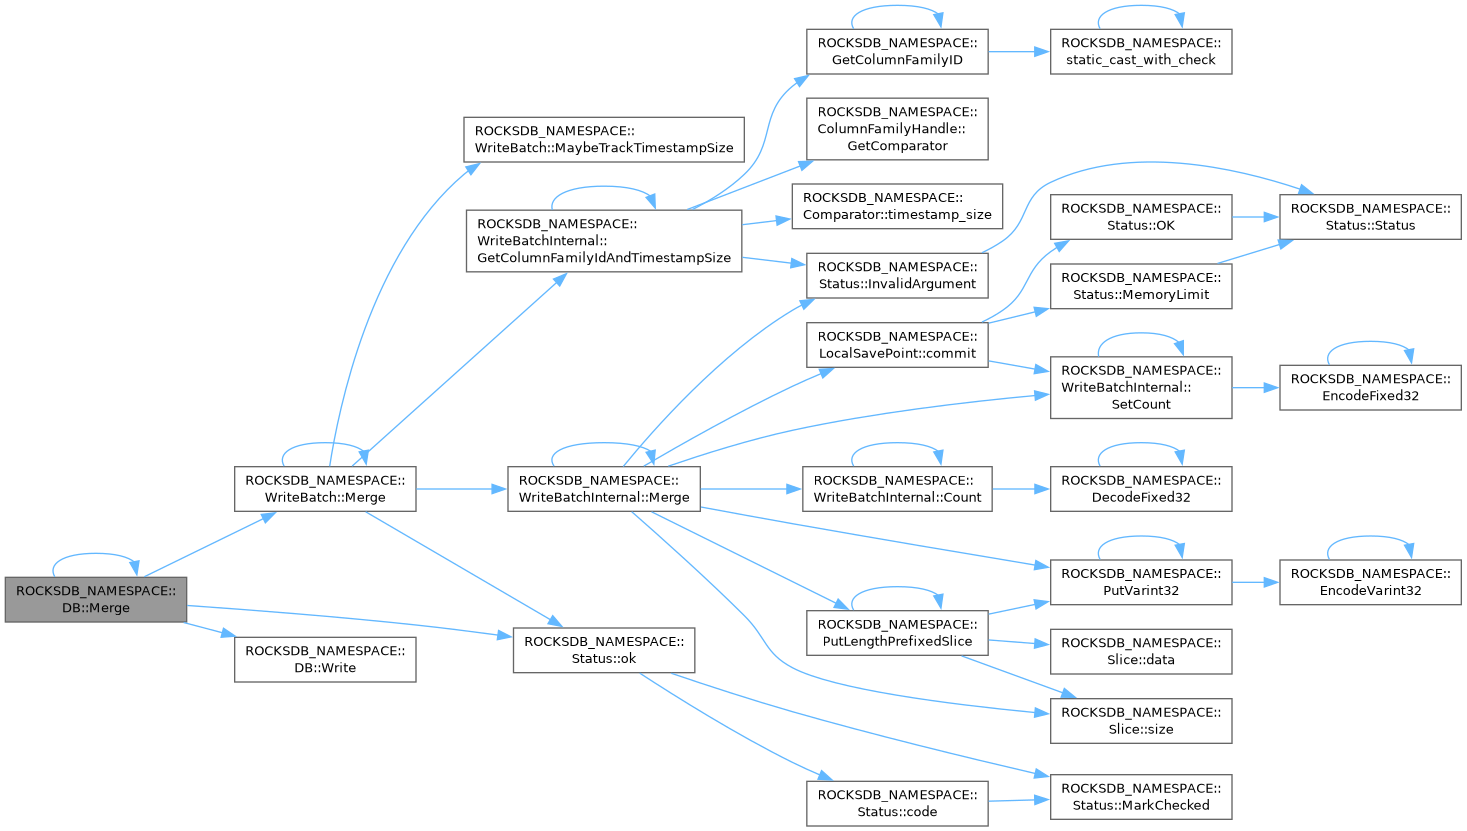 ROCKSDB_NAMESPACE::
DB::Merge
ROCKSDB_NAMESPACE::
WriteBatch::Merge
ROCKSDB_NAMESPACE::
DB::Write
ROCKSDB_NAMESPACE::
WriteBatch::MaybeTrackTimestampSize
ROCKSDB_NAMESPACE::
WriteBatchInternal::
GetColumnFamilyIdAndTimestampSize
ROCKSDB_NAMESPACE::
WriteBatchInternal::Merge
ROCKSDB_NAMESPACE::
Status::ok
ROCKSDB_NAMESPACE::
GetColumnFamilyID
ROCKSDB_NAMESPACE::
ColumnFamilyHandle::
GetComparator
ROCKSDB_NAMESPACE::
Comparator::timestamp_size
ROCKSDB_NAMESPACE::
Status::InvalidArgument
ROCKSDB_NAMESPACE::
LocalSavePoint::commit
ROCKSDB_NAMESPACE::
WriteBatchInternal::Count
ROCKSDB_NAMESPACE::
PutLengthPrefixedSlice
ROCKSDB_NAMESPACE::
Status::code
ROCKSDB_NAMESPACE::
static_cast_with_check
ROCKSDB_NAMESPACE::
Status::OK
ROCKSDB_NAMESPACE::
Status::MemoryLimit
ROCKSDB_NAMESPACE::
WriteBatchInternal::
SetCount
ROCKSDB_NAMESPACE::
DecodeFixed32
ROCKSDB_NAMESPACE::
PutVarint32
ROCKSDB_NAMESPACE::
Slice::data
ROCKSDB_NAMESPACE::
Slice::size
ROCKSDB_NAMESPACE::
Status::MarkChecked
ROCKSDB_NAMESPACE::
Status::Status
ROCKSDB_NAMESPACE::
EncodeFixed32
ROCKSDB_NAMESPACE::
EncodeVarint32